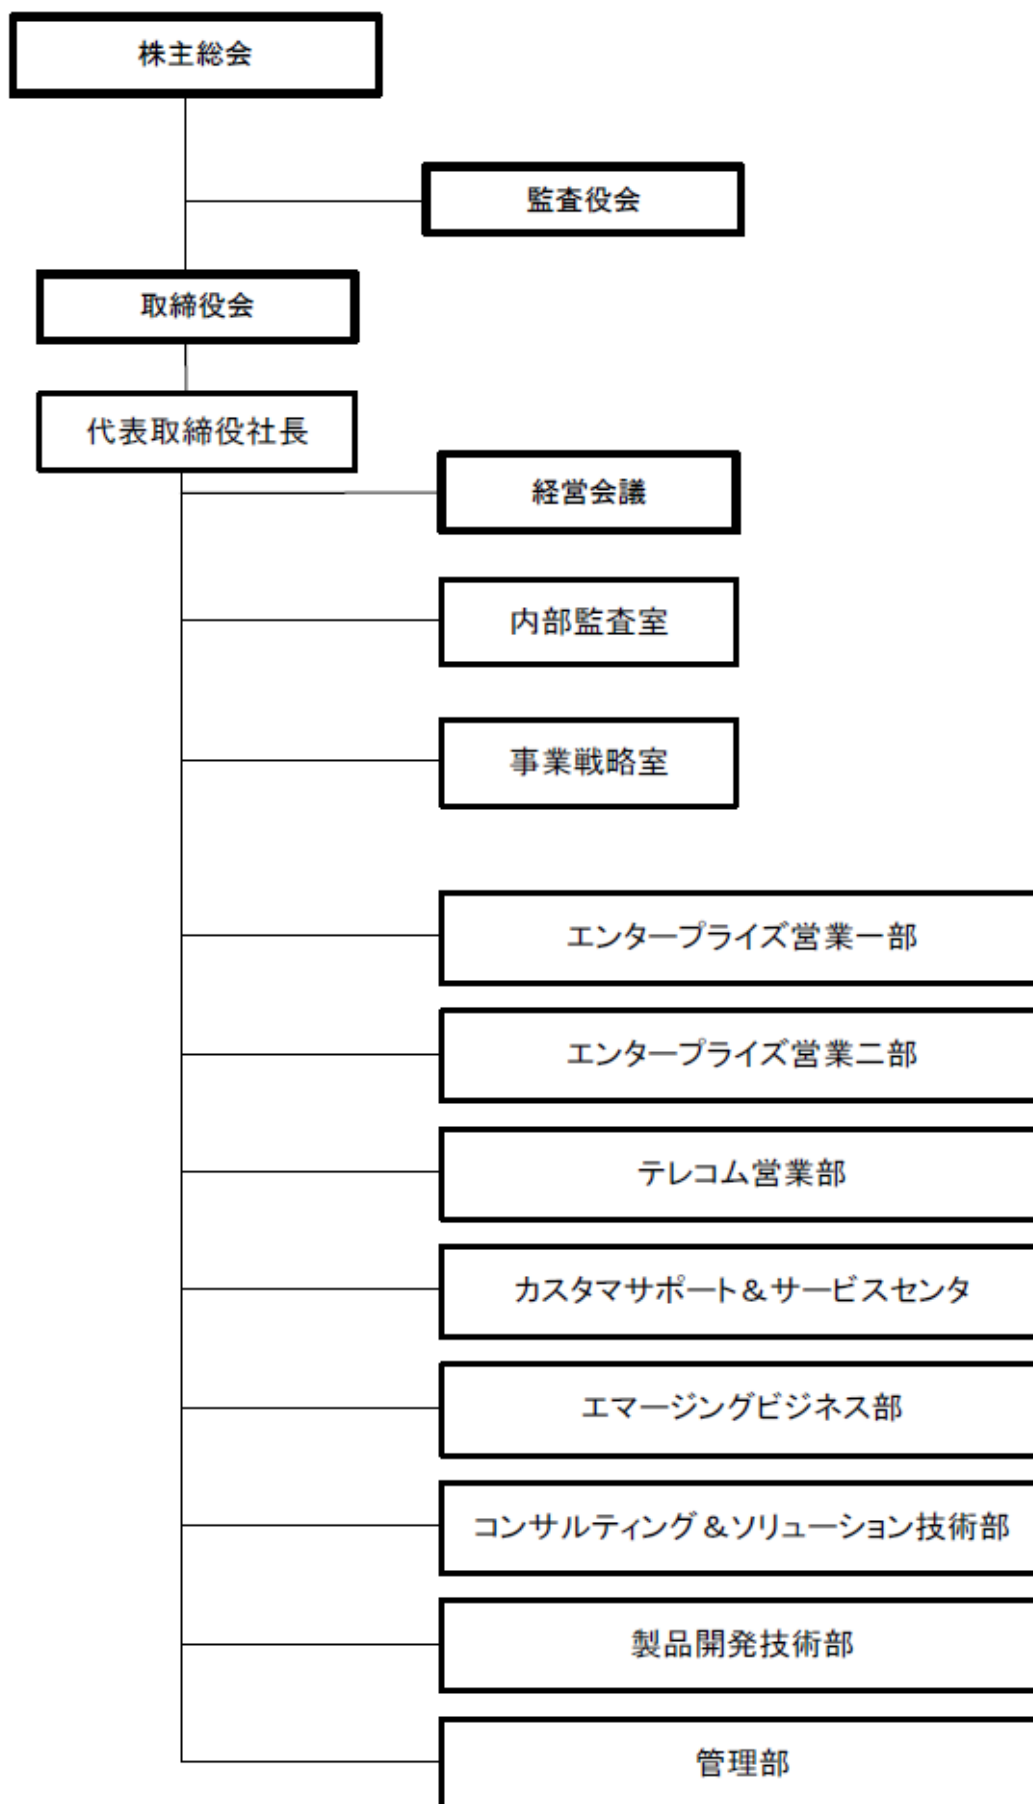 株主総会
監査役会
取締役会
代表取締役社長
経営会議
内部監査室
事業戦略室
エンタープライズ営業一部
エンタープライズ営業二部
テレコム営業部
カスタマサポート＆サービスセンタ
エマージングビジネス部
コンサルティング＆ソリューション技術部
製品開発技術部
管理部